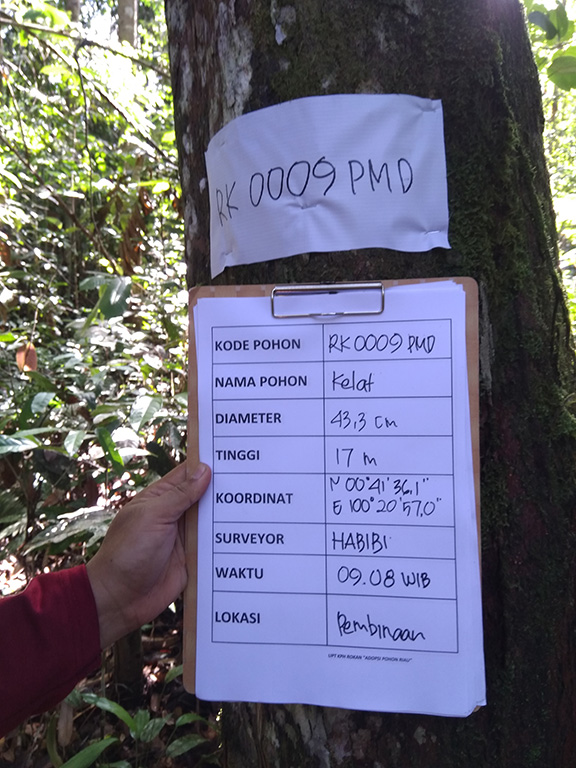 RK 0009 PMD
KODE POHON RK 0009 PMD
NAMA POHON Kelat
DIAMETER 43,3 cm
TINGGI 17 m
KOORDINAT N 00°41'36,1"
E 100°20'57,0"
SURVEYOR HABIBI
WAKTU 09.08 WIB
LOKASI Pembinaan
UPT KPH ROKAN "ADOPSI POHON RIAU"